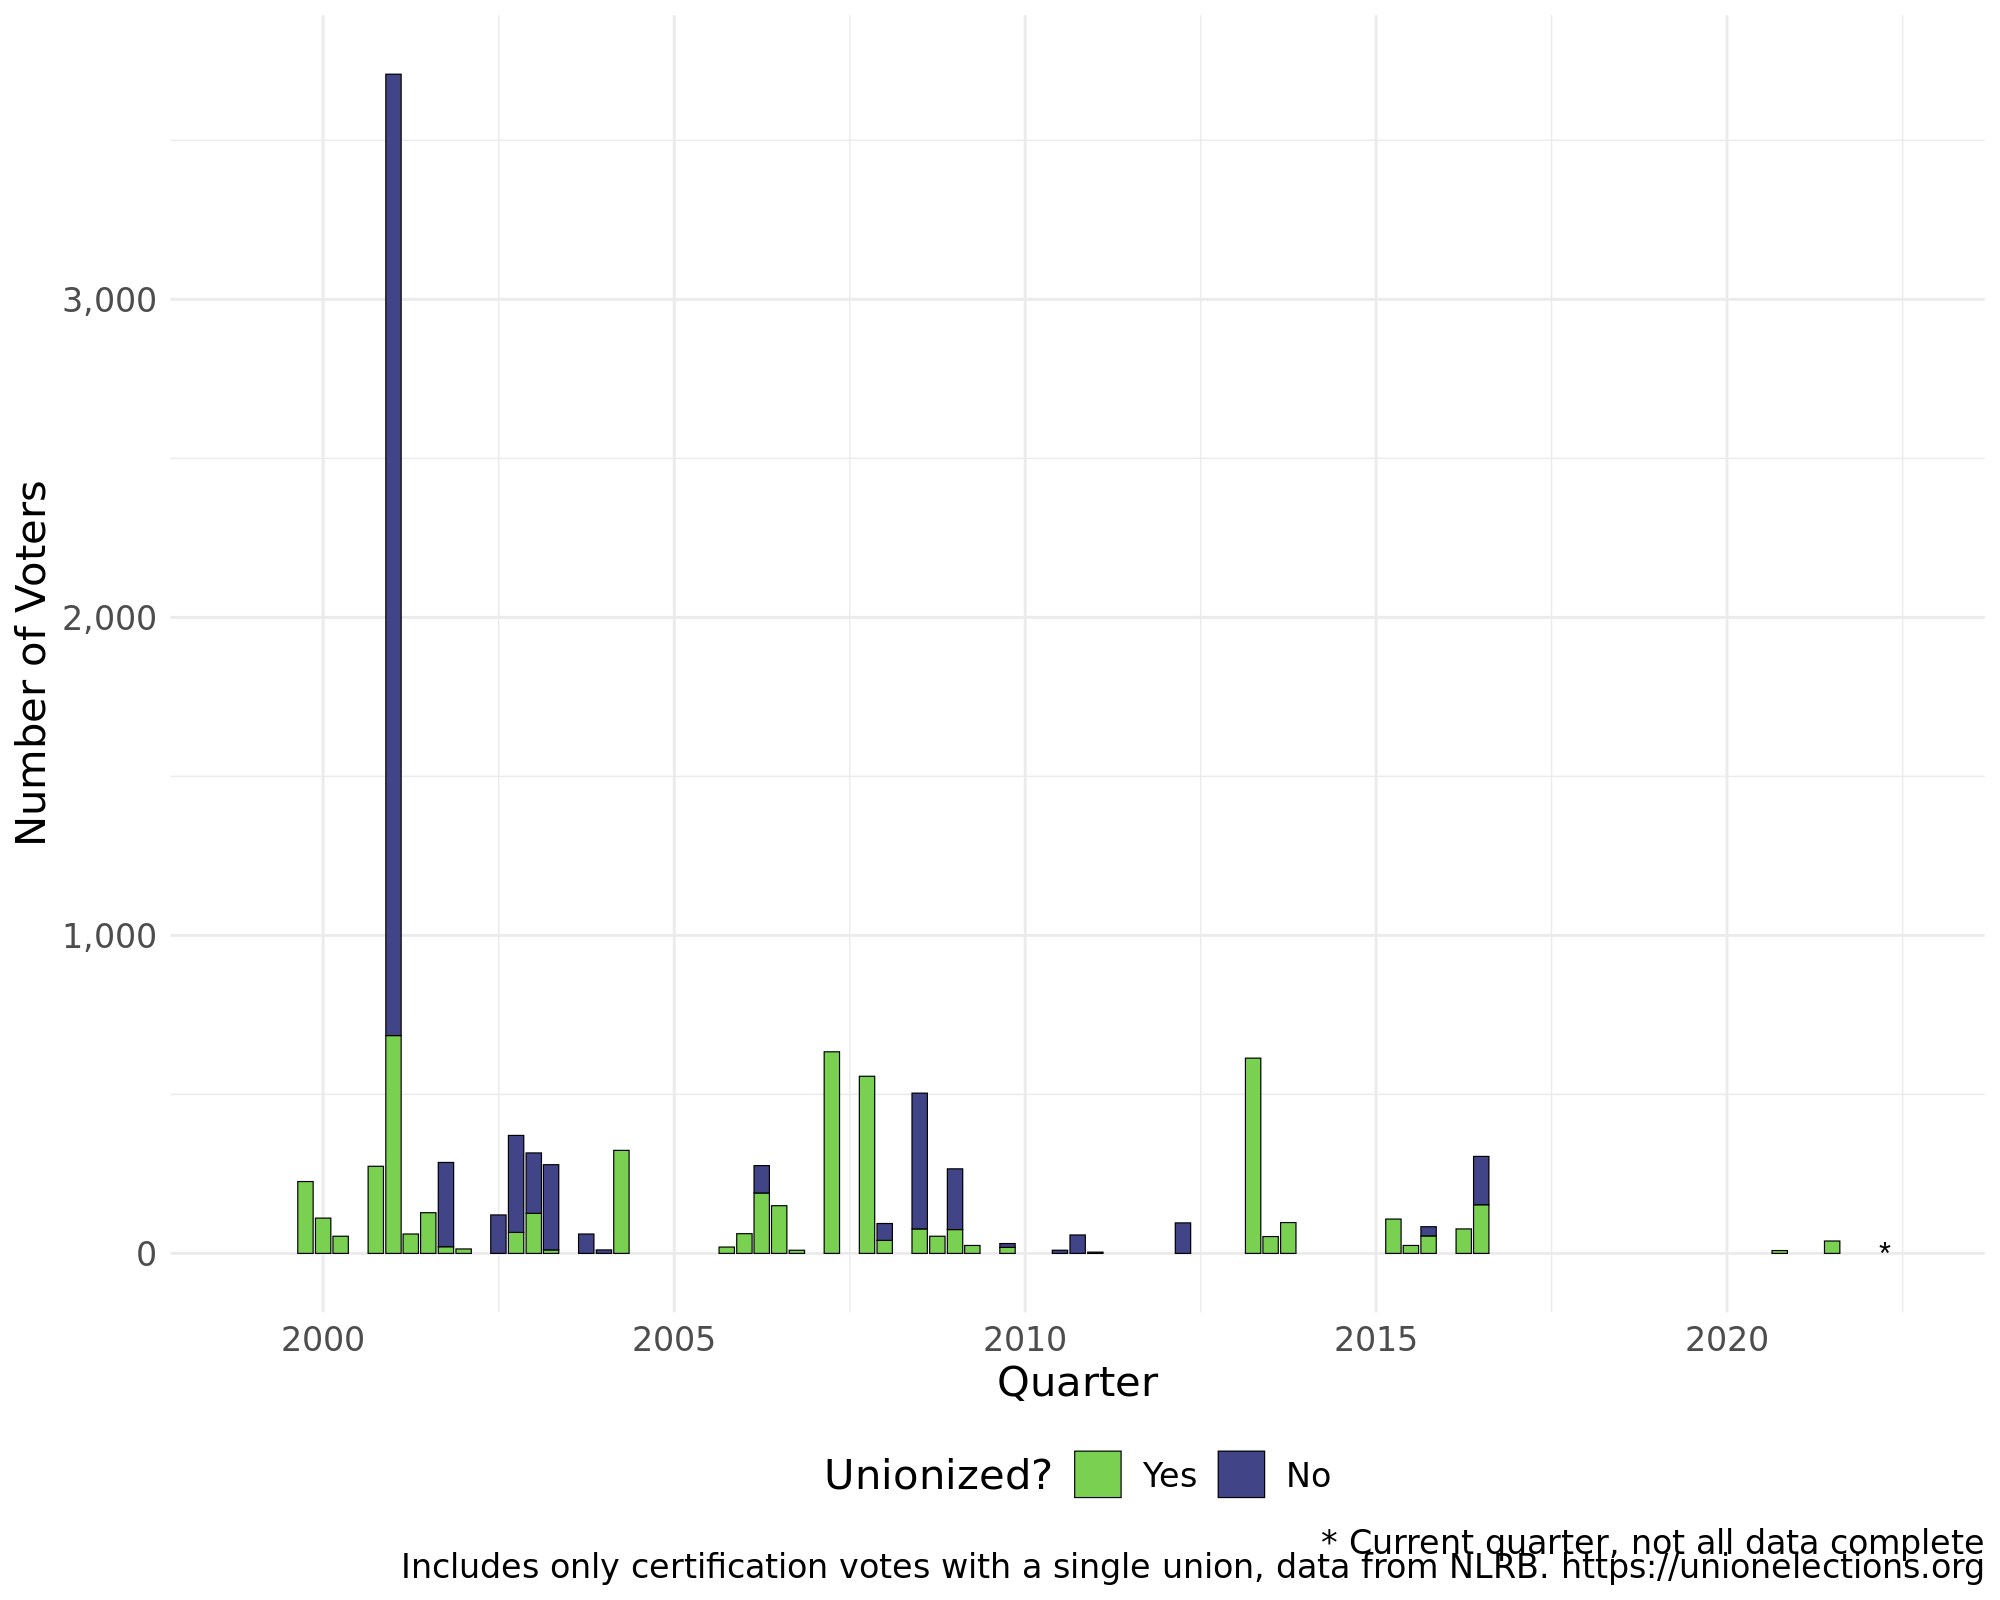 Number of Voters
3,000
2,000
1,000
0
*
2000 2005 2010 2015 2020
Quarter
Unionized? Yes No
* Current quarter, not all data complete
Includes only certification votes with a single union, data from NLRB. https://unionelections.org